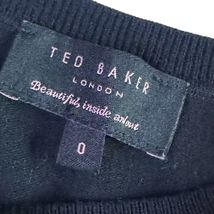 TED BAKER
LONDON
Beautiful, inside and out
0